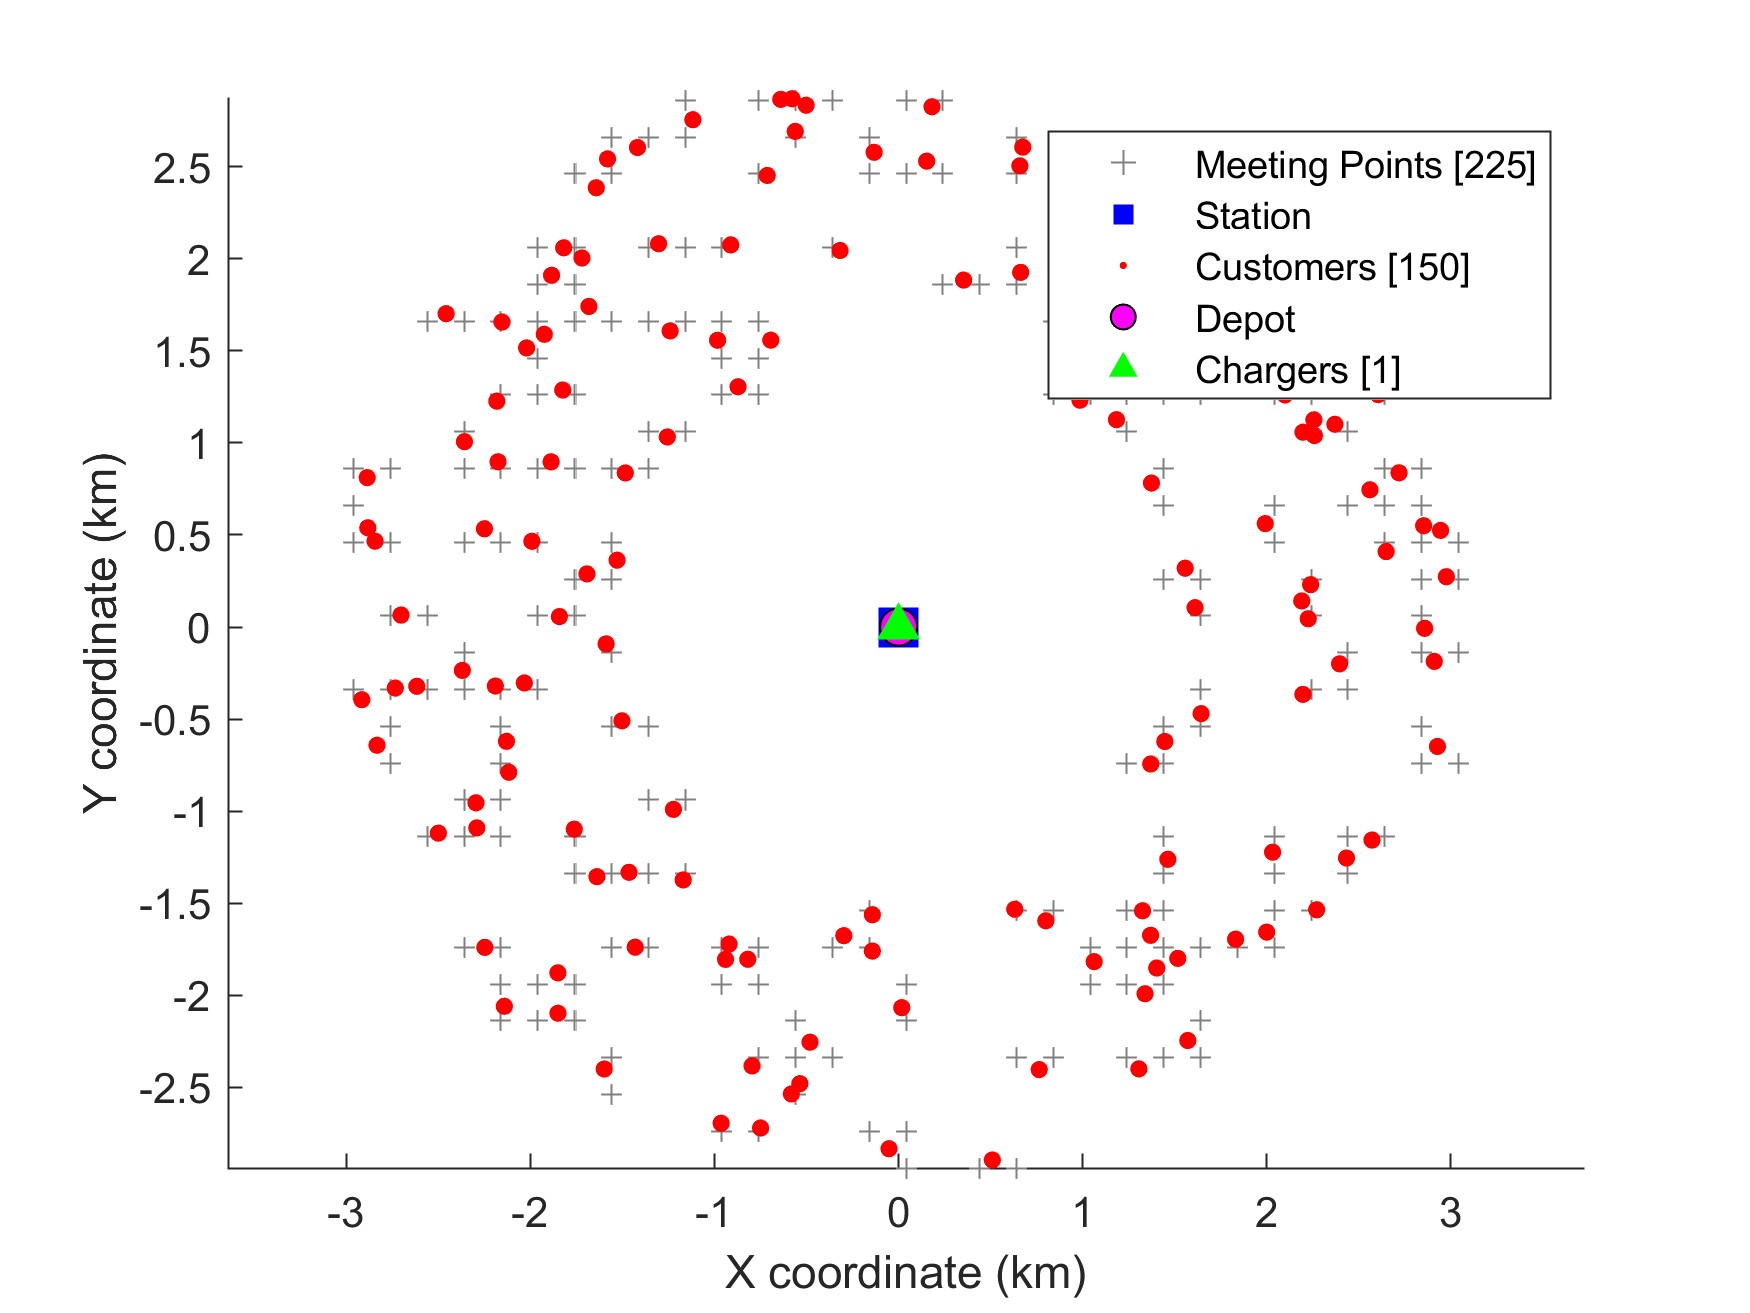 2.5
2
1.5
1
0.5
0
-0.5
-1
-1.5
-2
-2.5
Y coordinate (km)
Meeting Points [225]
Station
Customers [150]
Depot
Chargers [1]
-3 -2 -1 0 1 2 3
X coordinate (km)